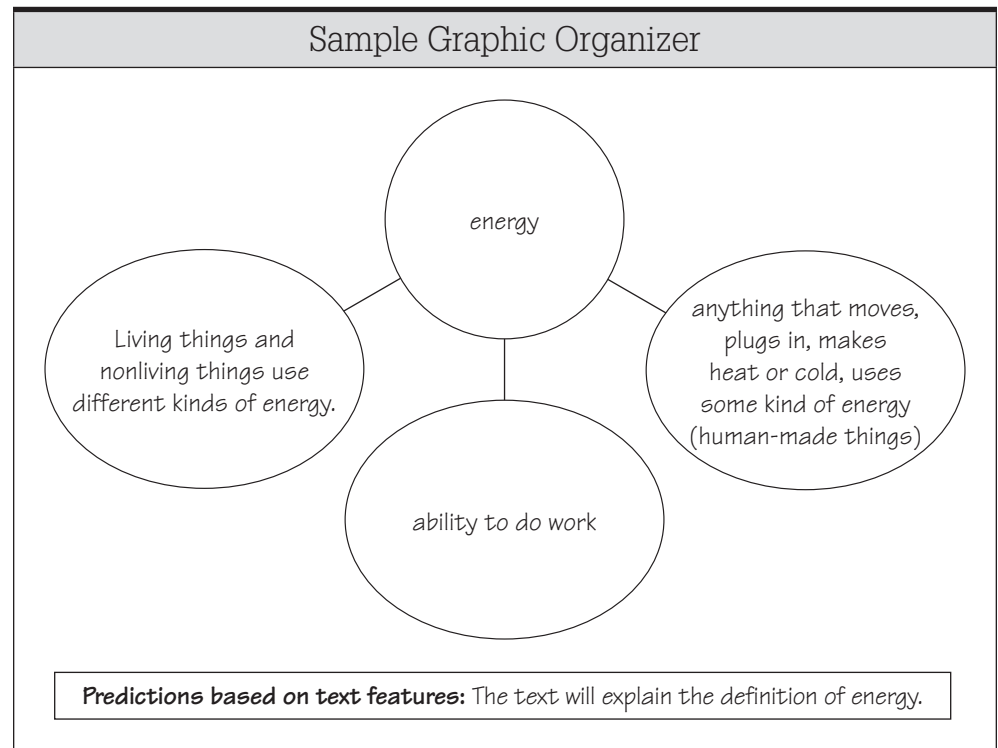 Sample Graphic Organizer
energy
Living things and
nonliving things use
different kinds of energy.
anything that moves,
plugs in, makes
heat or cold, uses
some kind of energy
(human-made things)
ability to do work
Predictions based on text features: The text will explain the definition of energy.